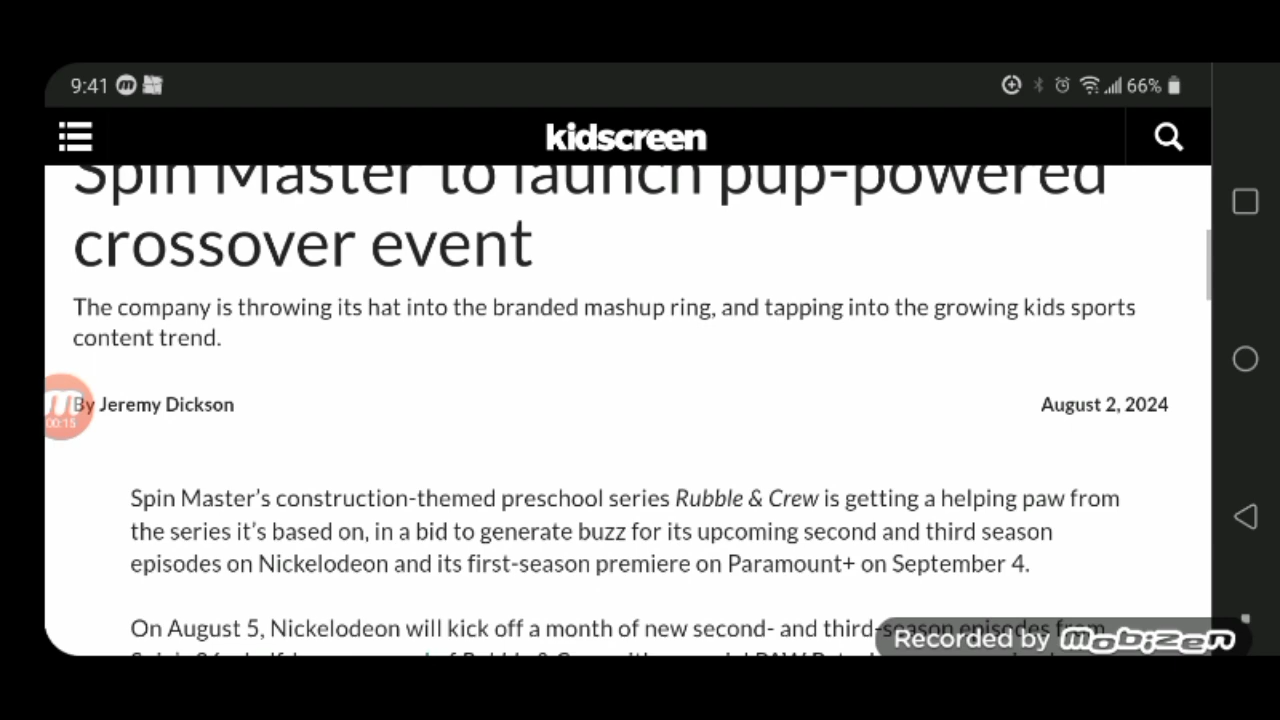 9:41
66%
kidscreen
Spin Master to launch pup-powered
crossover event
The company is throwing its hat into the branded mashup ring, and tapping into the growing kids sports
content trend.
By Jeremy Dickson
August 2, 2024
00:15
Spin Master’s construction-themed preschool series Rubble & Crew is getting a helping paw from
the series it’s based on, in a bid to generate buzz for its upcoming second and third season
episodes on Nickelodeon and its first-season premiere on Paramount+ on September 4.
On August 5, Nickelodeon will kick off a month of new second- and third-season episodes from
Recorded by mobizen